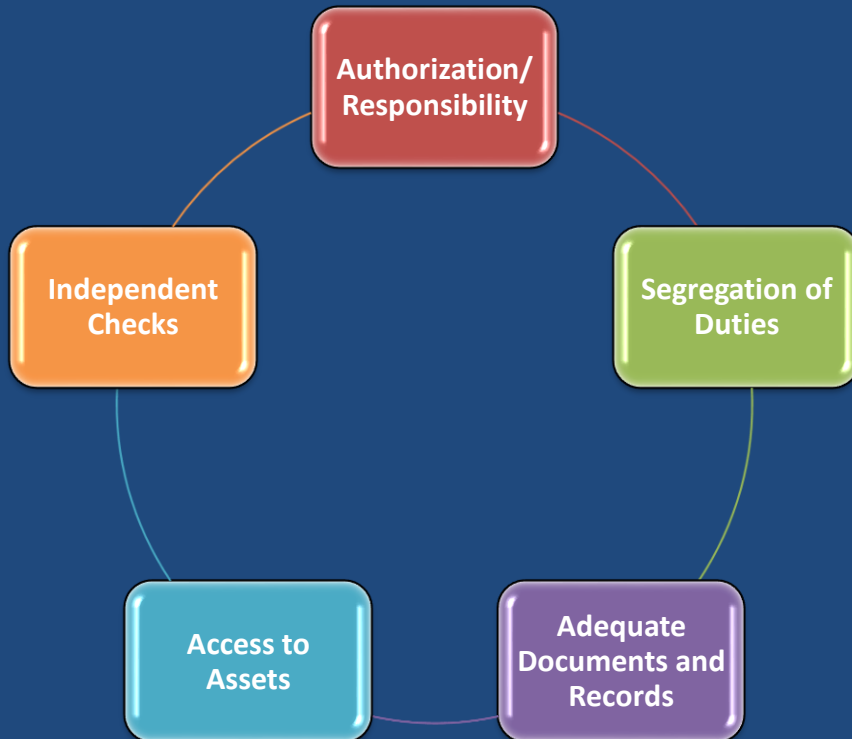 Authorization/
Responsibility
Segregation of
Duties
Adequate
Documents and
Records
Access to
Assets
Independent
Checks